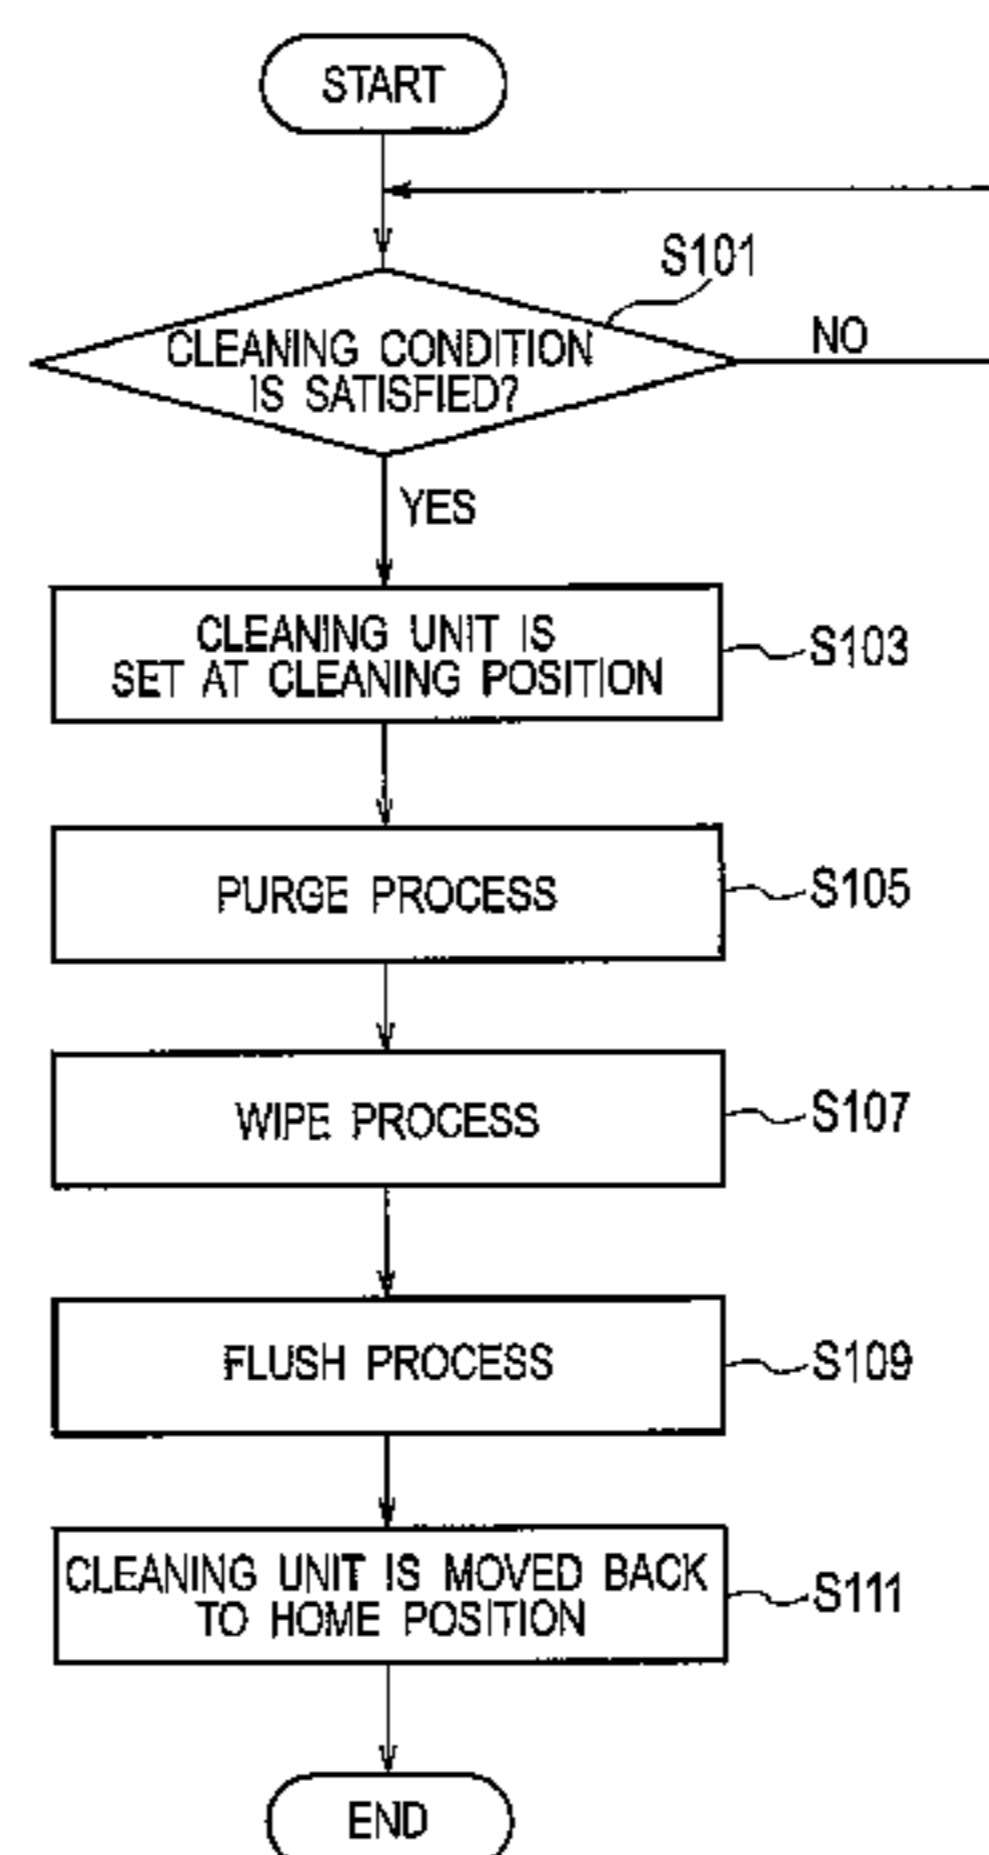 START
S101
CLEANING CONDITION
IS SATISFIED?
NO
YES
CLEANING UNIT IS
SET AT CLEANING POSITION
S103
PURGE PROCESS
S105
WIPE PROCESS
S107
FLUSH PROCESS
S109
CLEANING UNIT IS MOVED BACK
TO HOME POSITION
S111
END